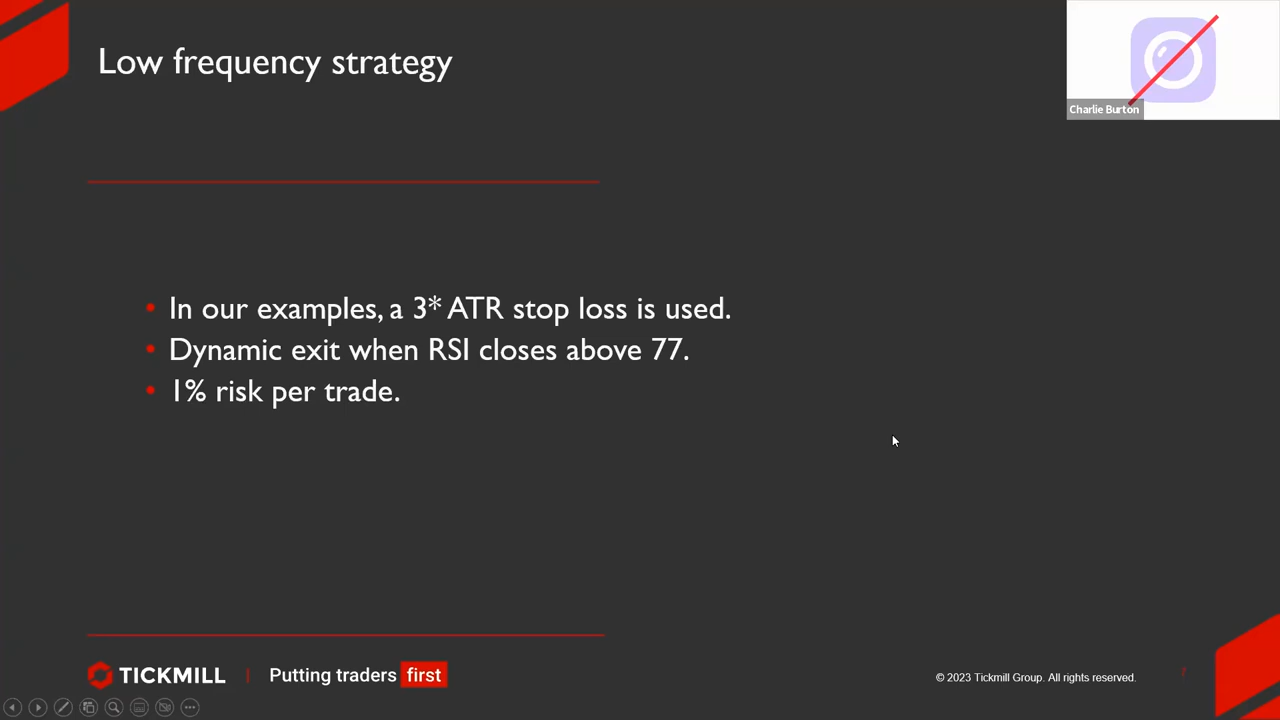 Low frequency strategy
Charlie Burton
• In our examples, a 3* ATR stop loss is used.
• Dynamic exit when RSI closes above 77.
• 1% risk per trade.
TICKMILL | Putting traders first
© 2023 Tickmill Group. All rights reserved.